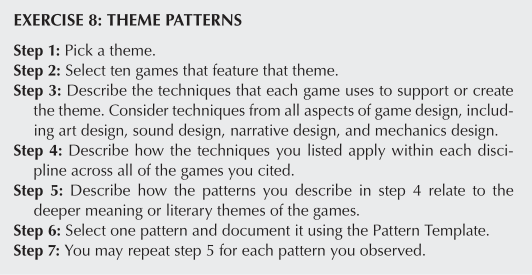 EXERCISE 8: THEME PATTERNS
Step 1: Pick a theme.
Step 2: Select ten games that feature that theme.
Step 3: Describe the techniques that each game uses to support or create
the theme. Consider techniques from all aspects of game design, includ-
ing art design, sound design, narrative design, and mechanics design.
Step 4: Describe how the techniques you listed apply within each disci-
pline across all of the games you cited.
Step 5: Describe how the patterns you describe in step 4 relate to the
deeper meaning or literary themes of the games.
Step 6: Select one pattern and document it using the Pattern Template.
Step 7: You may repeat step 5 for each pattern you observed.